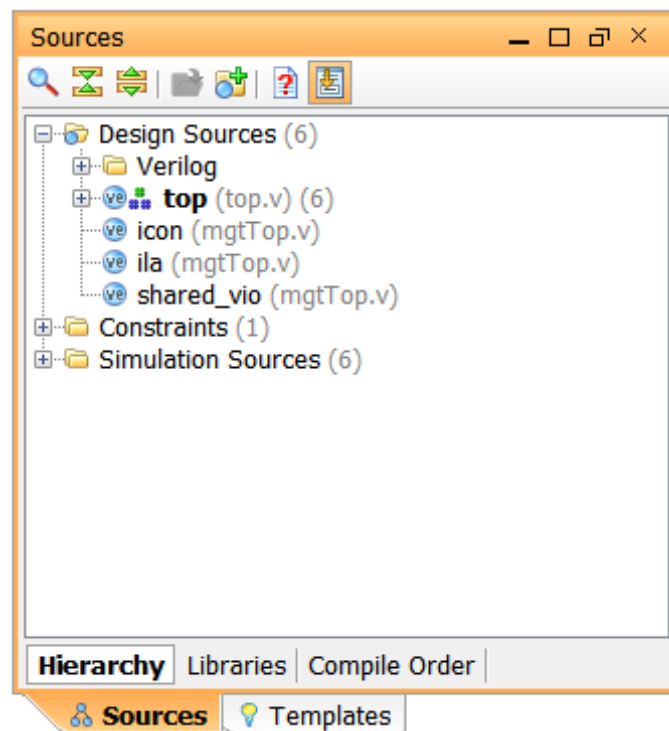 Sources
Design Sources (6)
Verilog
top (top.v) (6)
icon (mgtTop.v)
ila (mgtTop.v)
shared_vio (mgtTop.v)
Constraints (1)
Simulation Sources (6)
Hierarchy Libraries Compile Order
Sources Templates